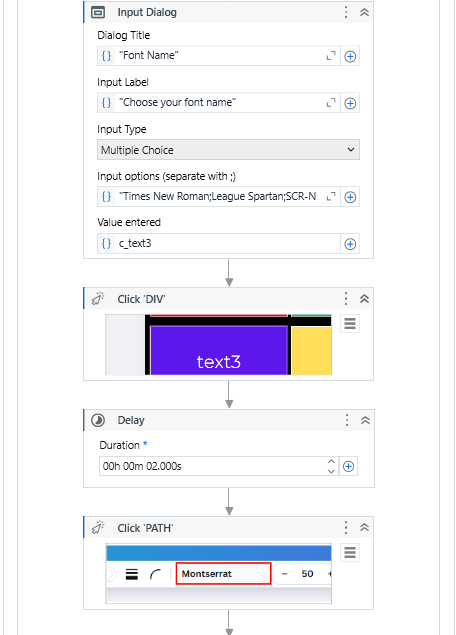 Input Dialog
Dialog Title
{} "Font Name"
Input Label
{} "Choose your font name"
Input Type
Multiple Choice
Input options (separate with ;)
{} "Times New Roman;League Spartan;SCR-N
Value entered
{} c_text3
Click 'DIV'
text3
Delay
Duration *
00h 00m 02.000s
Click 'PATH'
Montserrat – 50 +